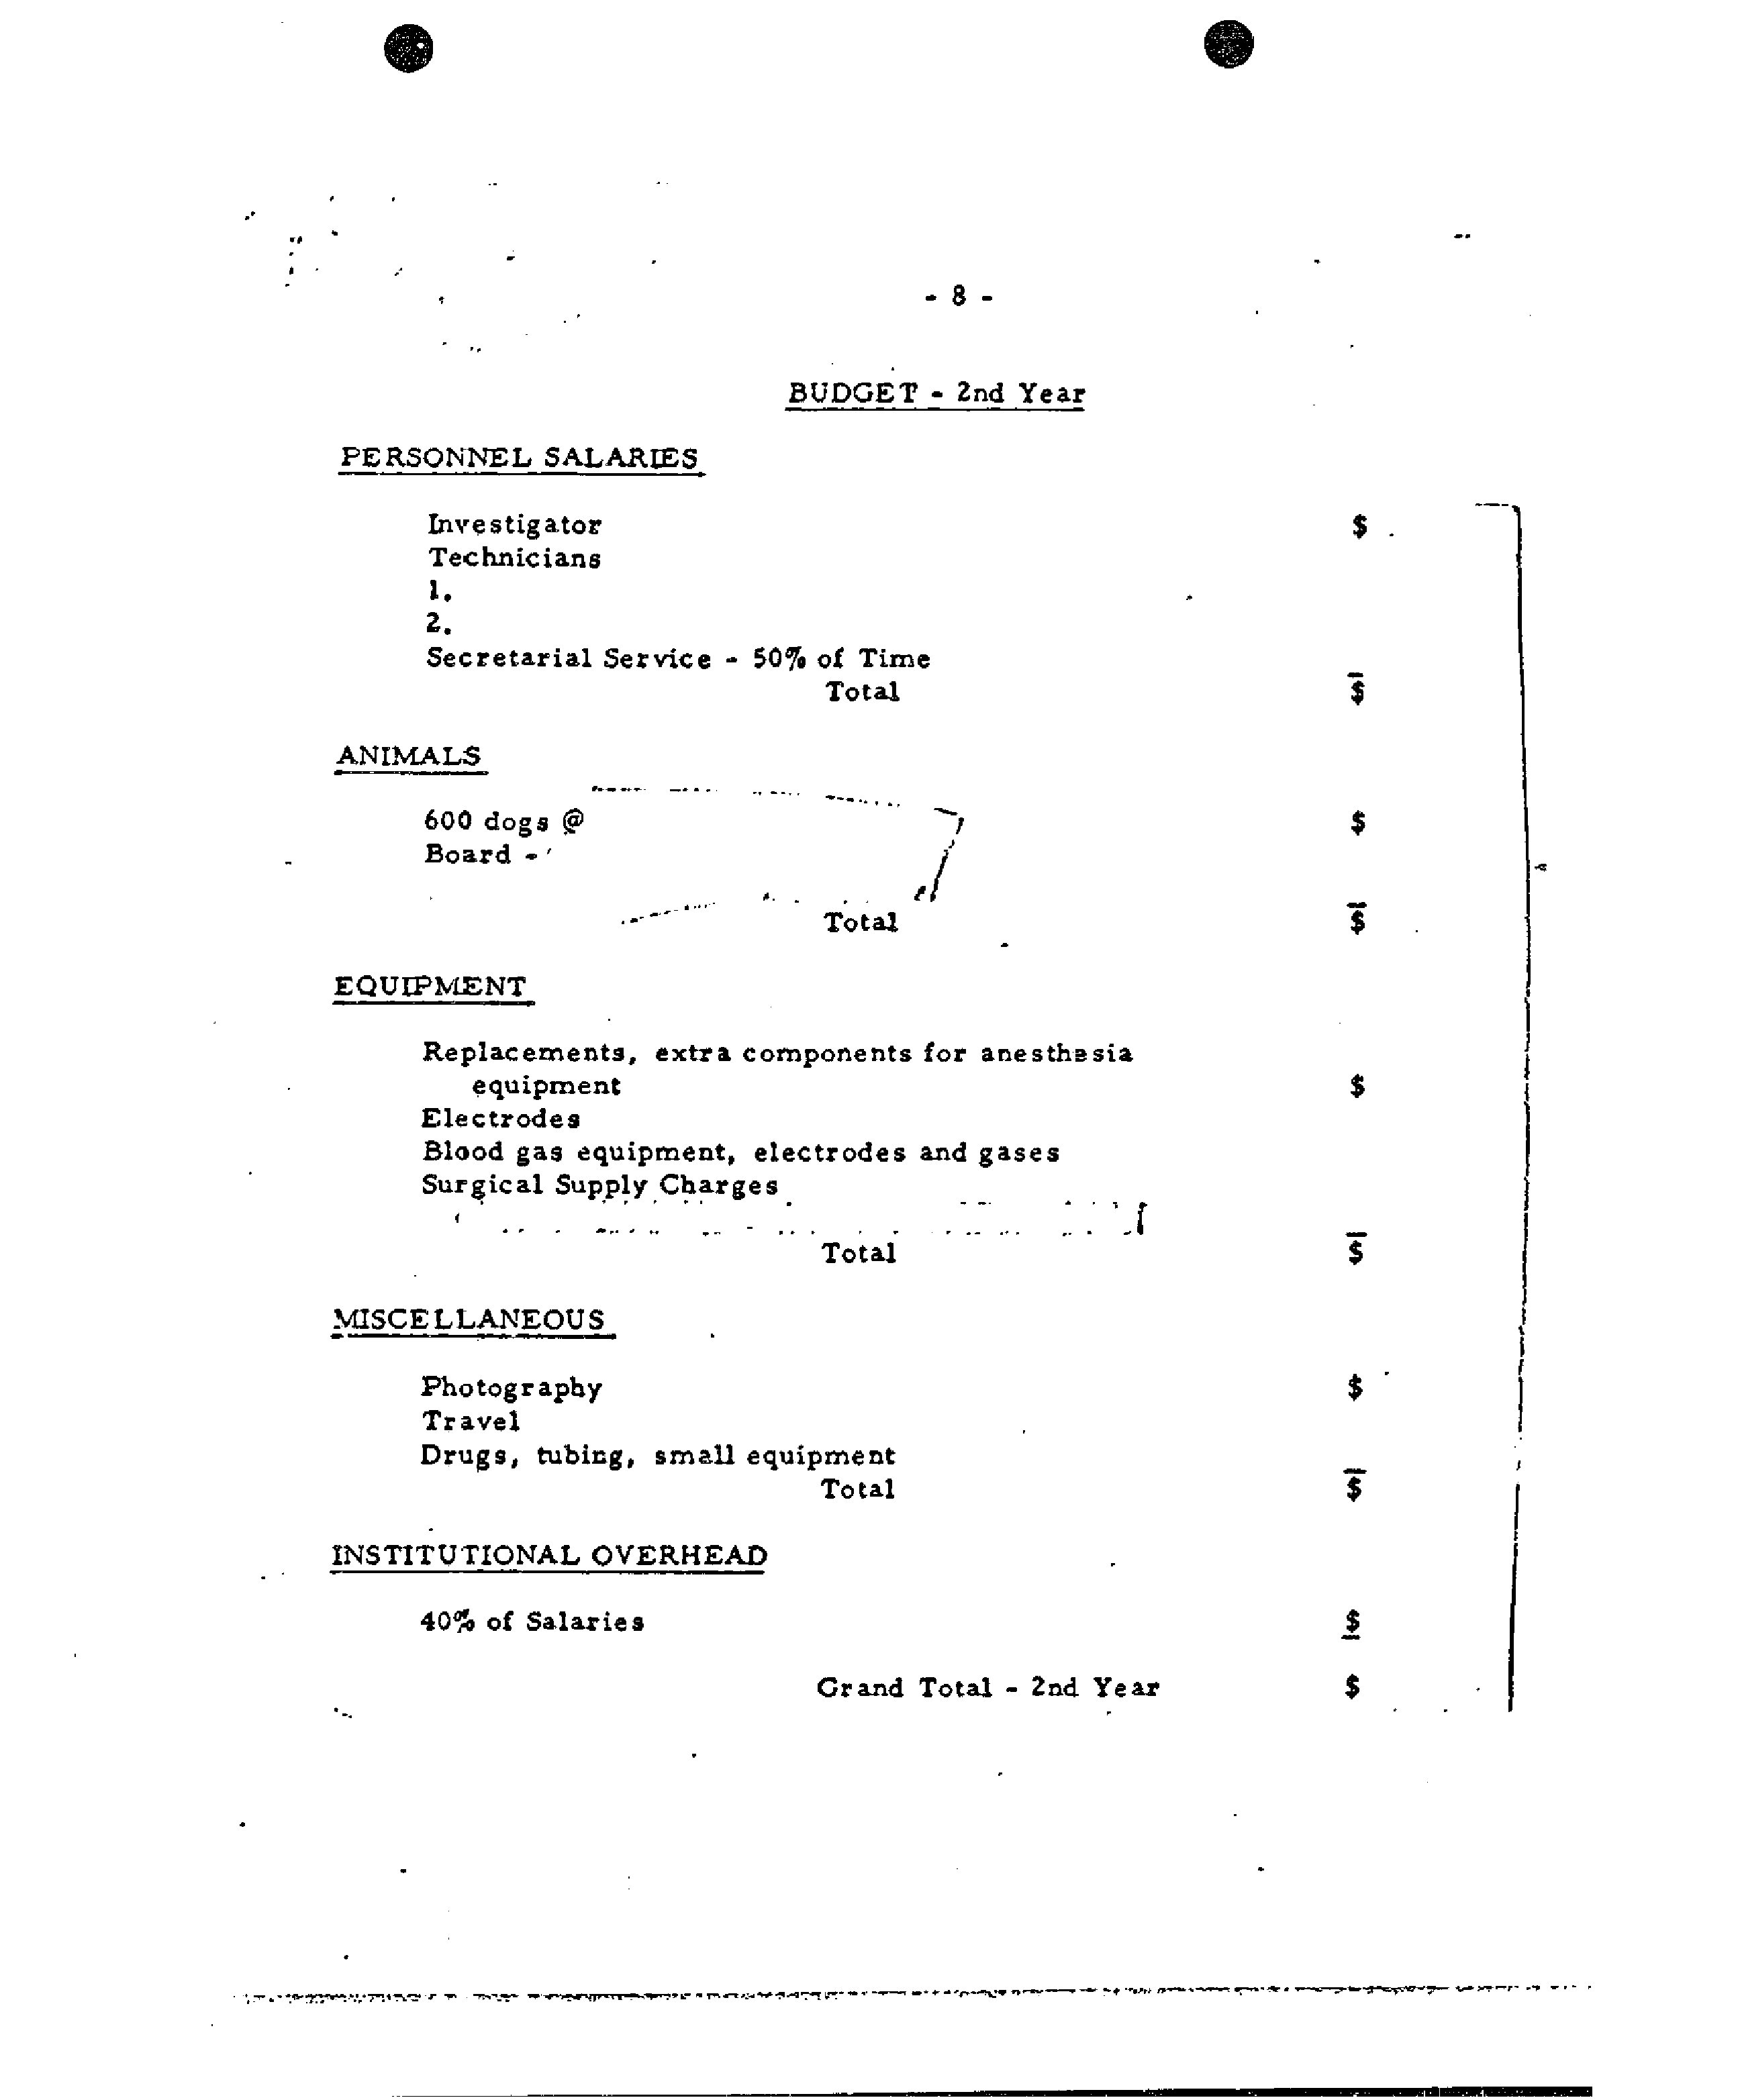 - 8 -
BUDGET - 2nd Year
PERSONNEL SALARIES
Investigator $
Technicians
1.
2.
Secretarial Service - 50% of Time
Total $
ANIMALS
600 dogs @ $
Board -
Total $
EQUIPMENT
Replacements, extra components for anesthesia
equipment $
Electrodes
Blood gas equipment, electrodes and gases
Surgical Supply Charges
Total $
MISCELLANEOUS
Photography $
Travel
Drugs, tubing, small equipment
Total $
INSTITUTIONAL OVERHEAD
40% of Salaries $
Grand Total - 2nd Year $